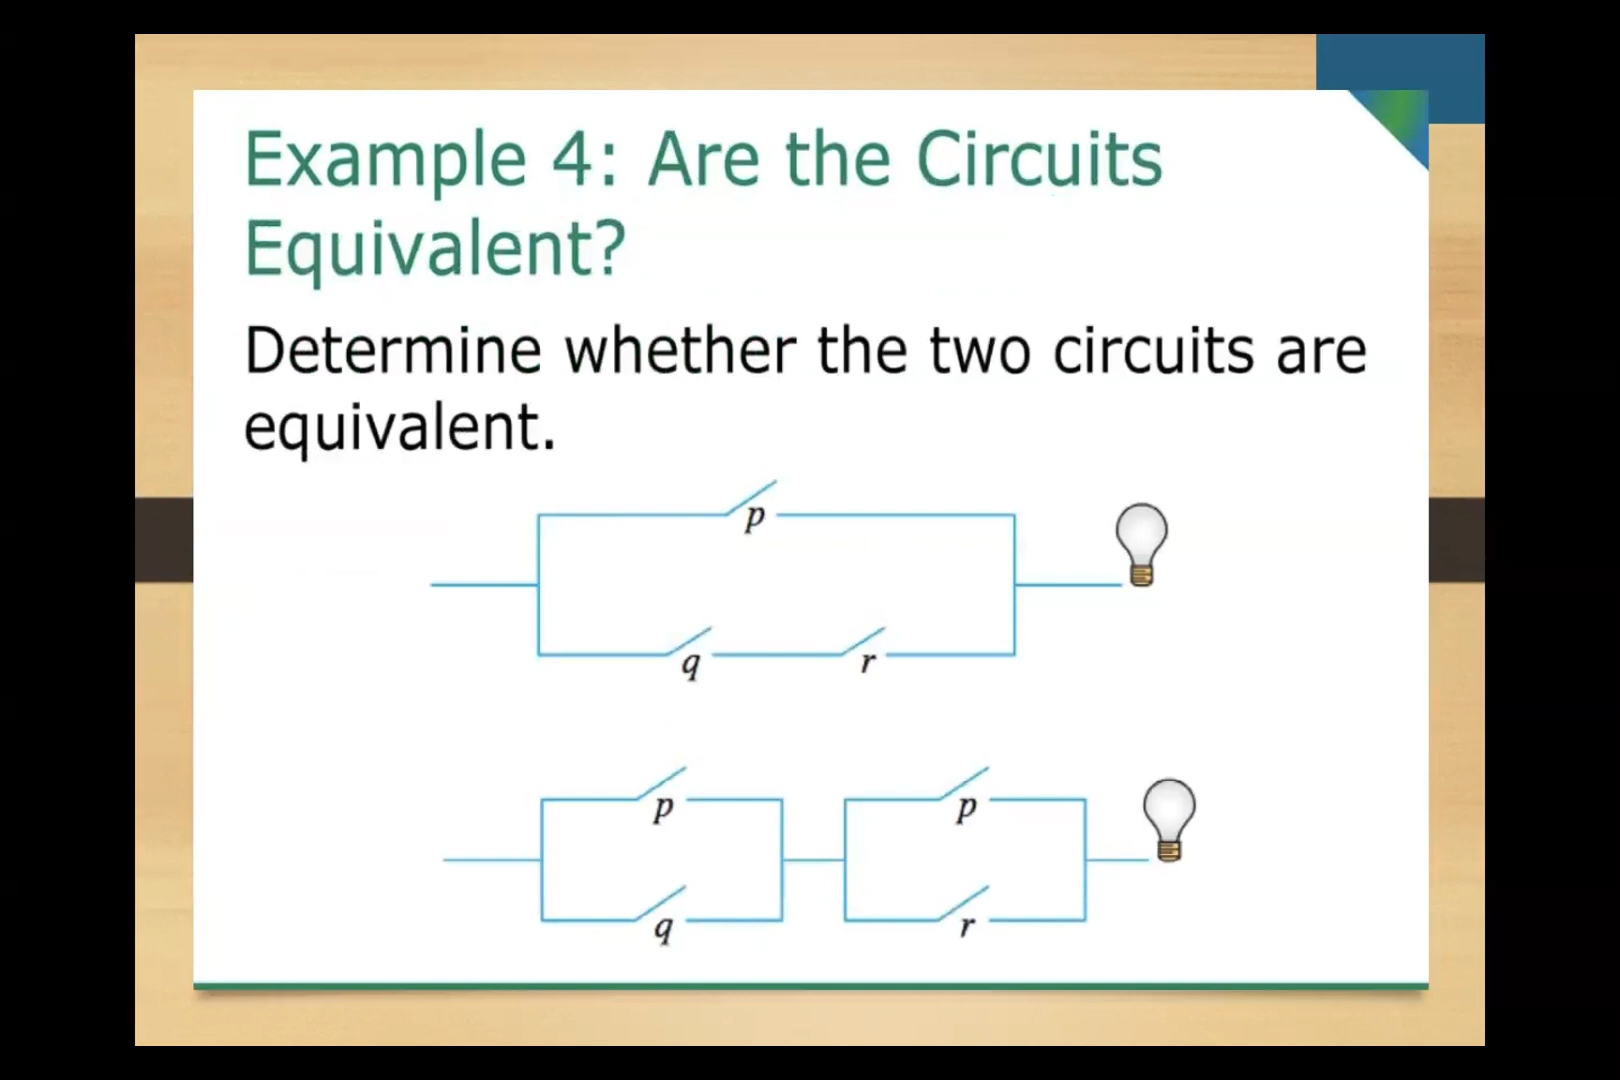 Example 4: Are the Circuits
Equivalent?
Determine whether the two circuits are
equivalent.
p
q r
p p
q r